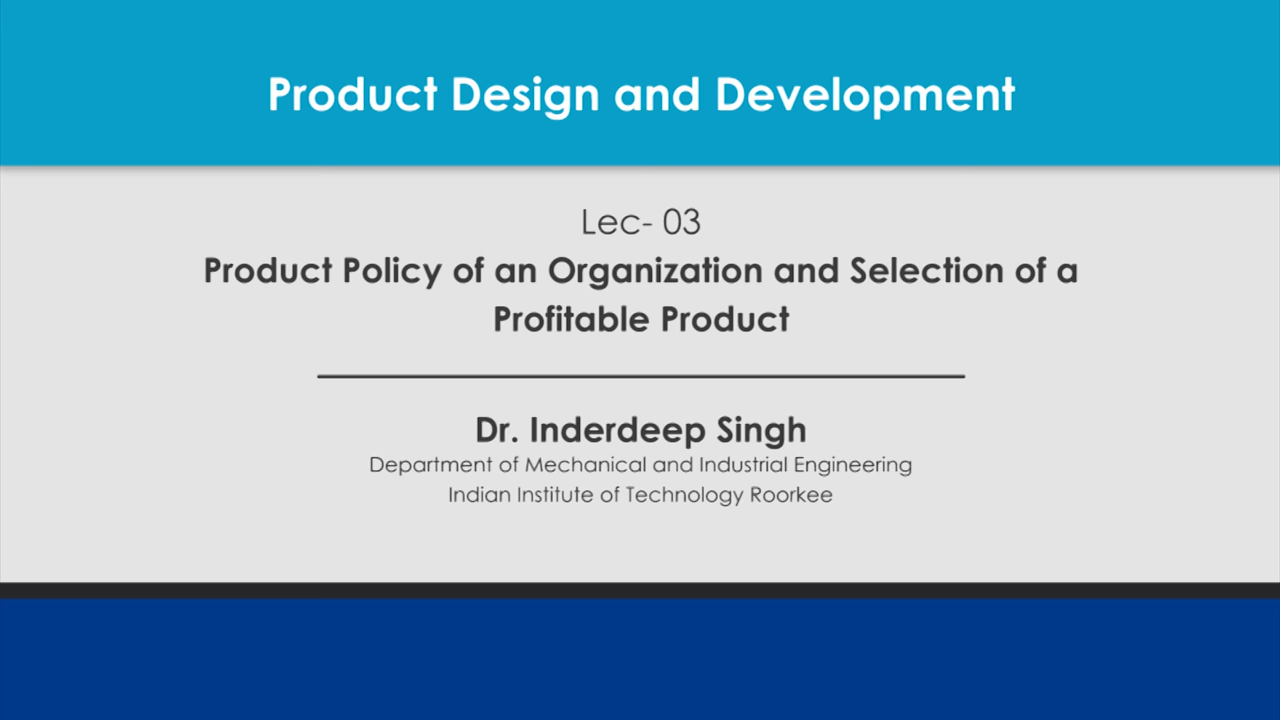 Product Design and Development
Lec- 03
Product Policy of an Organization and Selection of a
Profitable Product
Dr. Inderdeep Singh
Department of Mechanical and Industrial Engineering
Indian Institute of Technology Roorkee